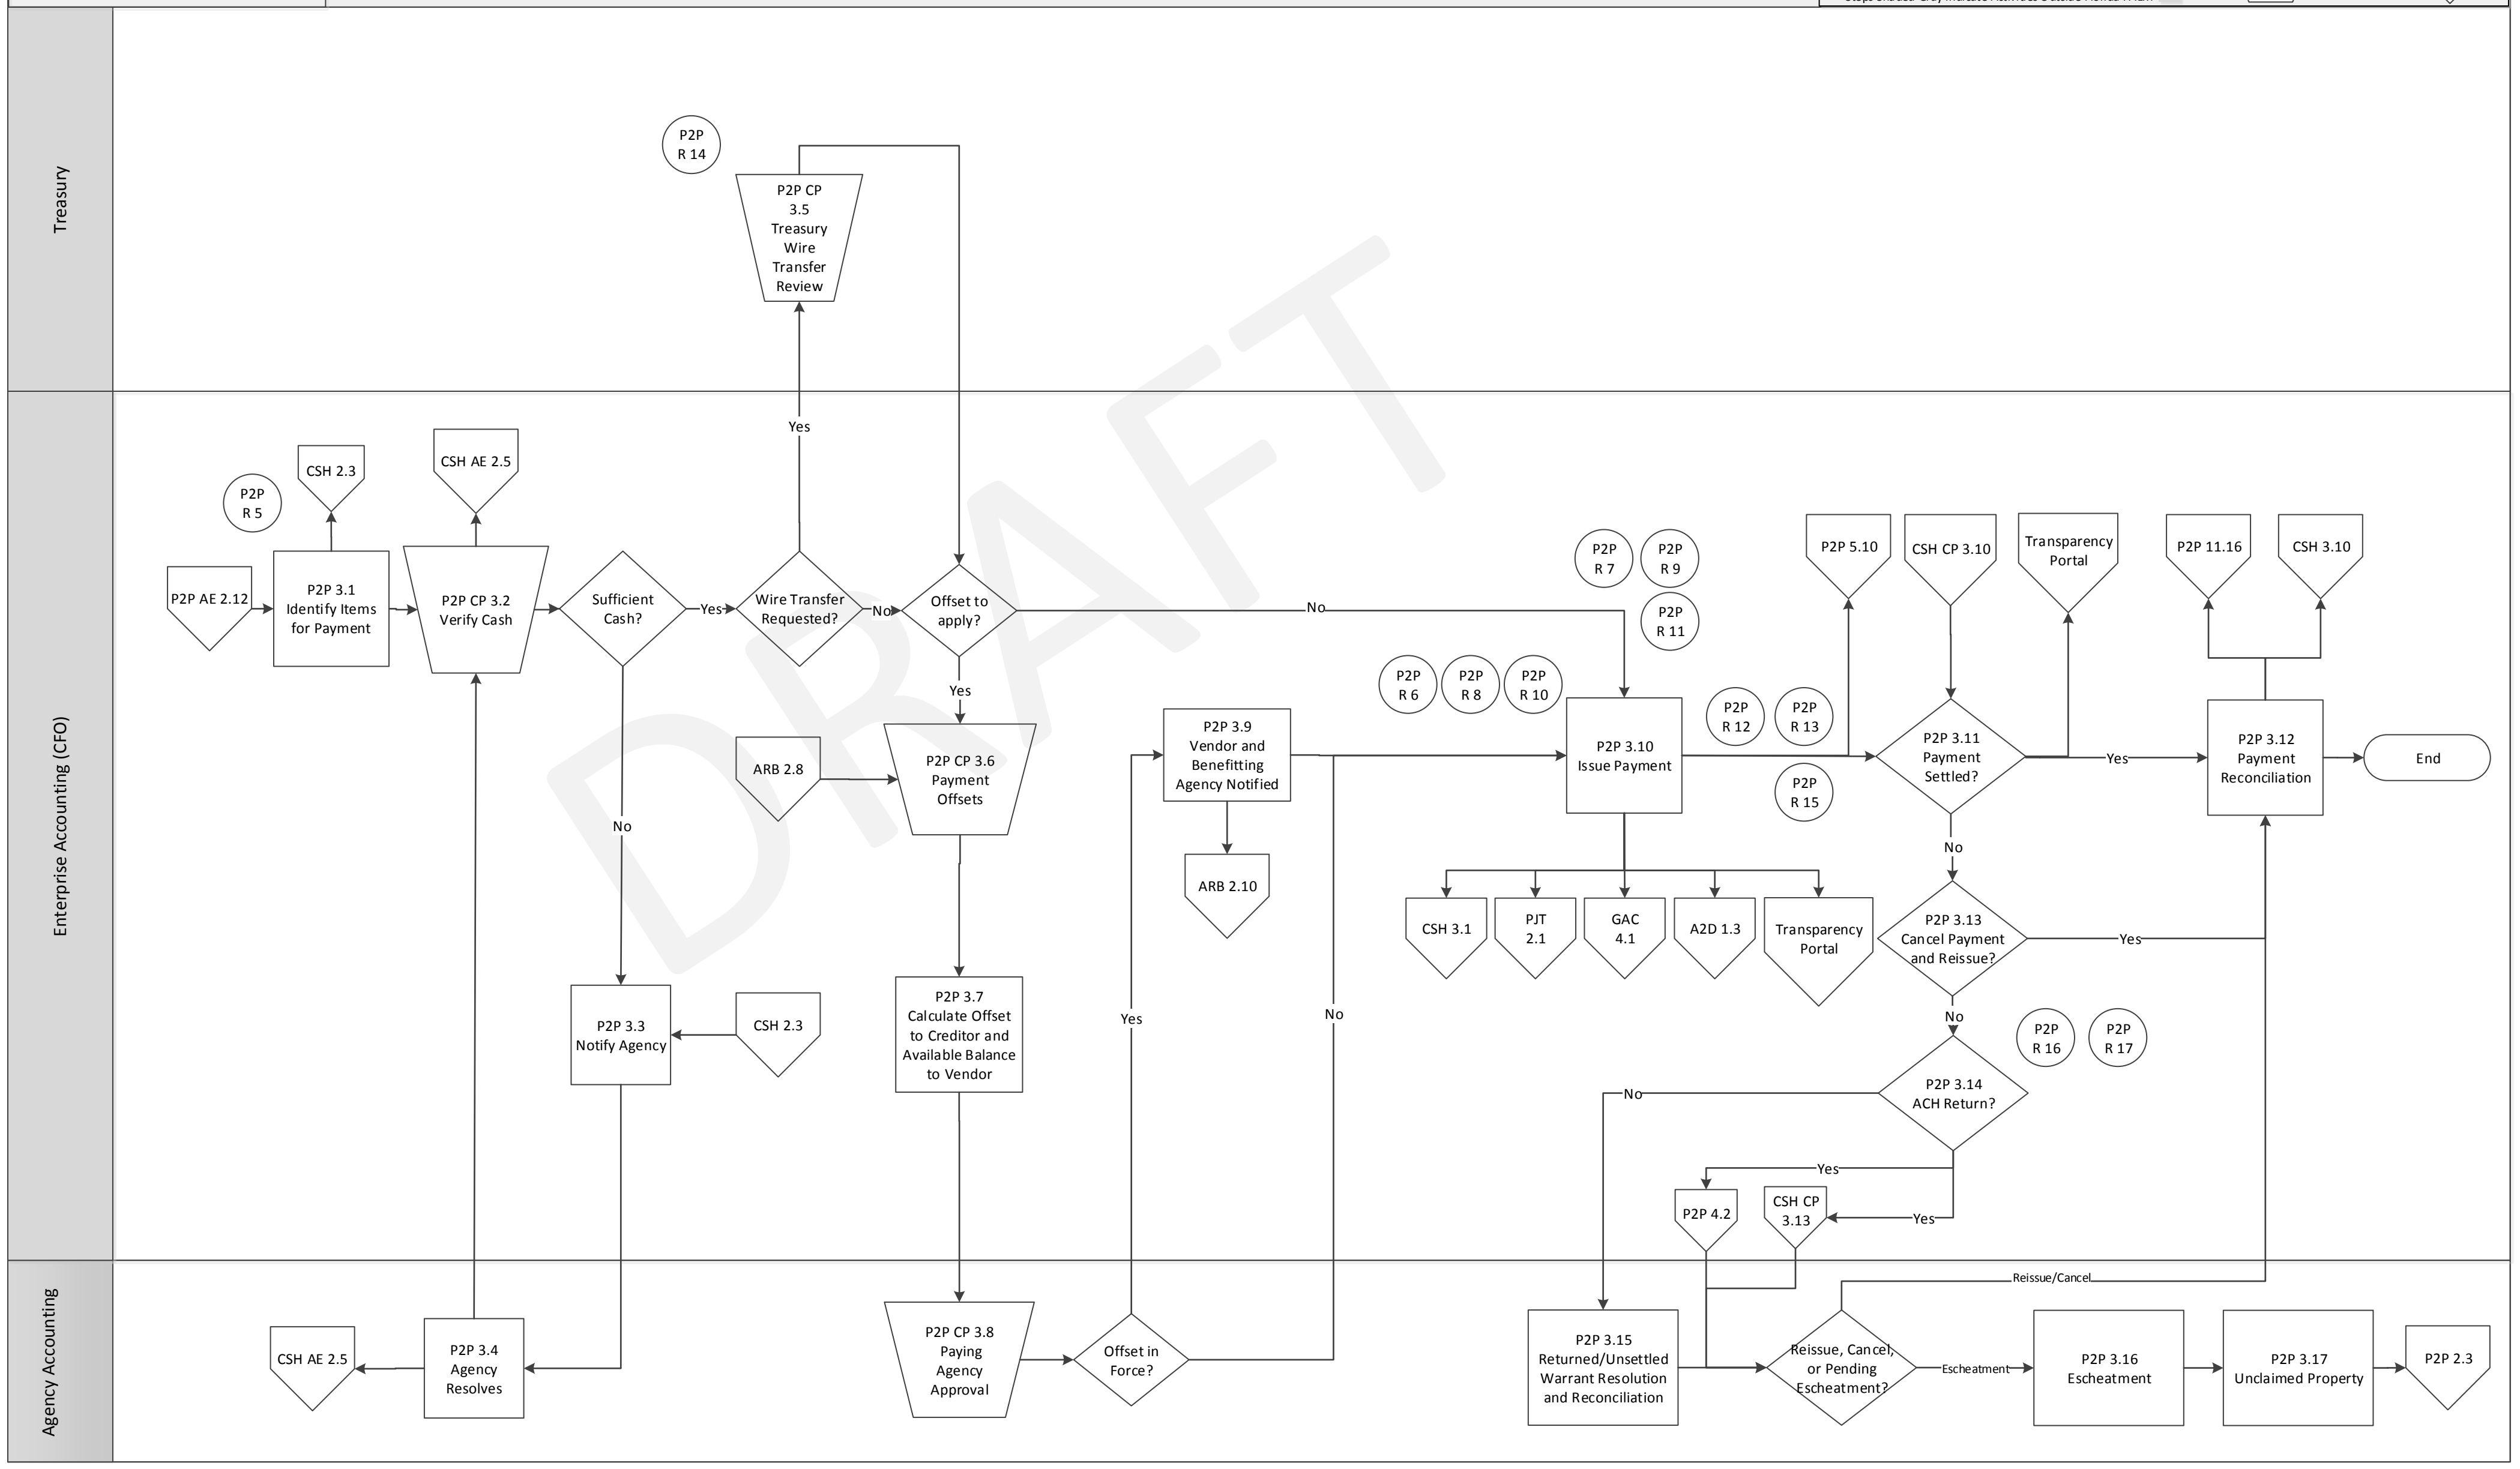 Treasury
P2P
R 14
P2P CP
3.5
Treasury
Wire
Transfer
Review
Yes
Enterprise Accounting (CFO)
P2P
R 5
CSH 2.3
CSH AE 2.5
P2P AE 2.12
P2P 3.1
Identify Items
for Payment
P2P CP 3.2
Verify Cash
Sufficient
Cash?
Yes
Wire Transfer
Requested?
No
Offset to
apply?
No
Yes
No
ARB 2.8
P2P CP 3.6
Payment
Offsets
P2P 3.3
Notify Agency
CSH 2.3
P2P 3.7
Calculate Offset
to Creditor and
Available Balance
to Vendor
P2P 3.9
Vendor and
Benefitting
Agency Notified
ARB 2.10
Yes
No
P2P
R 7
P2P
R 9
P2P
R 11
P2P
R 6
P2P
R 8
P2P
R 10
P2P 3.10
Issue Payment
P2P
R 12
P2P
R 13
P2P
R 15
P2P 5.10
CSH CP 3.10
Transparency
Portal
P2P 11.16
CSH 3.10
P2P 3.11
Payment
Settled?
Yes
P2P 3.12
Payment
Reconciliation
End
No
CSH 3.1
PJT
2.1
GAC
4.1
A2D 1.3
Transparency
Portal
P2P 3.13
Cancel Payment
and Reissue?
Yes
No
P2P
R 16
P2P
R 17
P2P 3.14
ACH Return?
No
Yes
P2P 4.2
CSH CP
3.13
Yes
Agency Accounting
CSH AE 2.5
P2P 3.4
Agency
Resolves
P2P CP 3.8
Paying
Agency
Approval
Offset in
Force?
P2P 3.15
Returned/Unsettled
Warrant Resolution
and Reconciliation
Reissue/Cancel
Reissue, Cancel,
or Pending
Escheatment?
Escheatment
P2P 3.16
Escheatment
P2P 3.17
Unclaimed Property
P2P 2.3
DRAFT